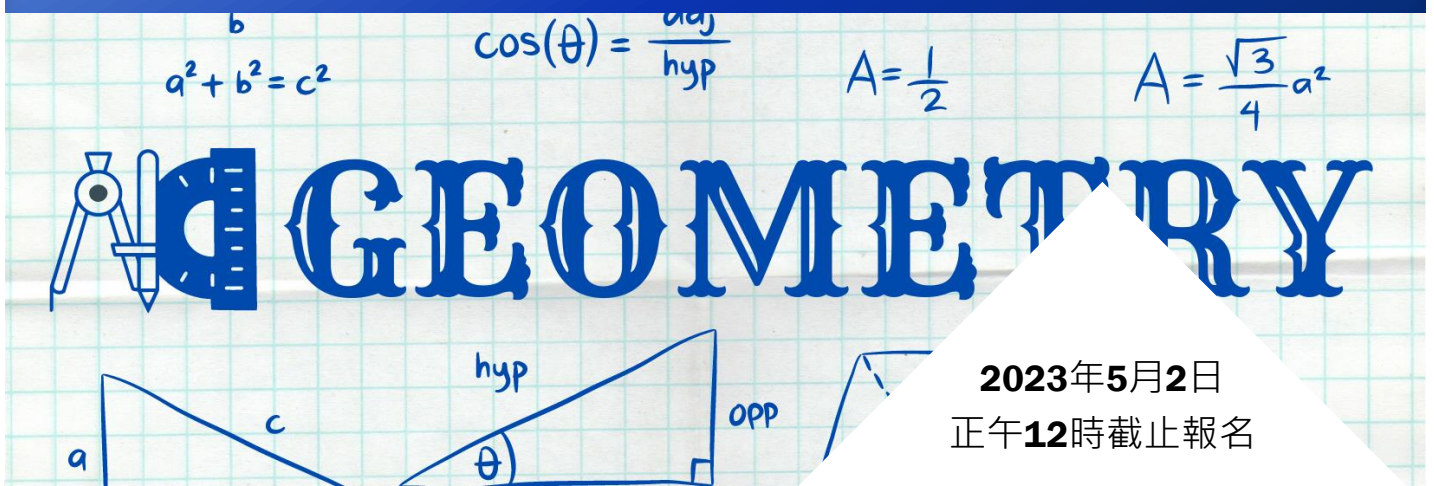 b
a² + b² = c²
cos(θ) = adj/hyp
A = 1/2
A = √3/4 a²
GEOMETRY
hyp
c
opp
a
θ
2023年5月2日
正午12時截止報名